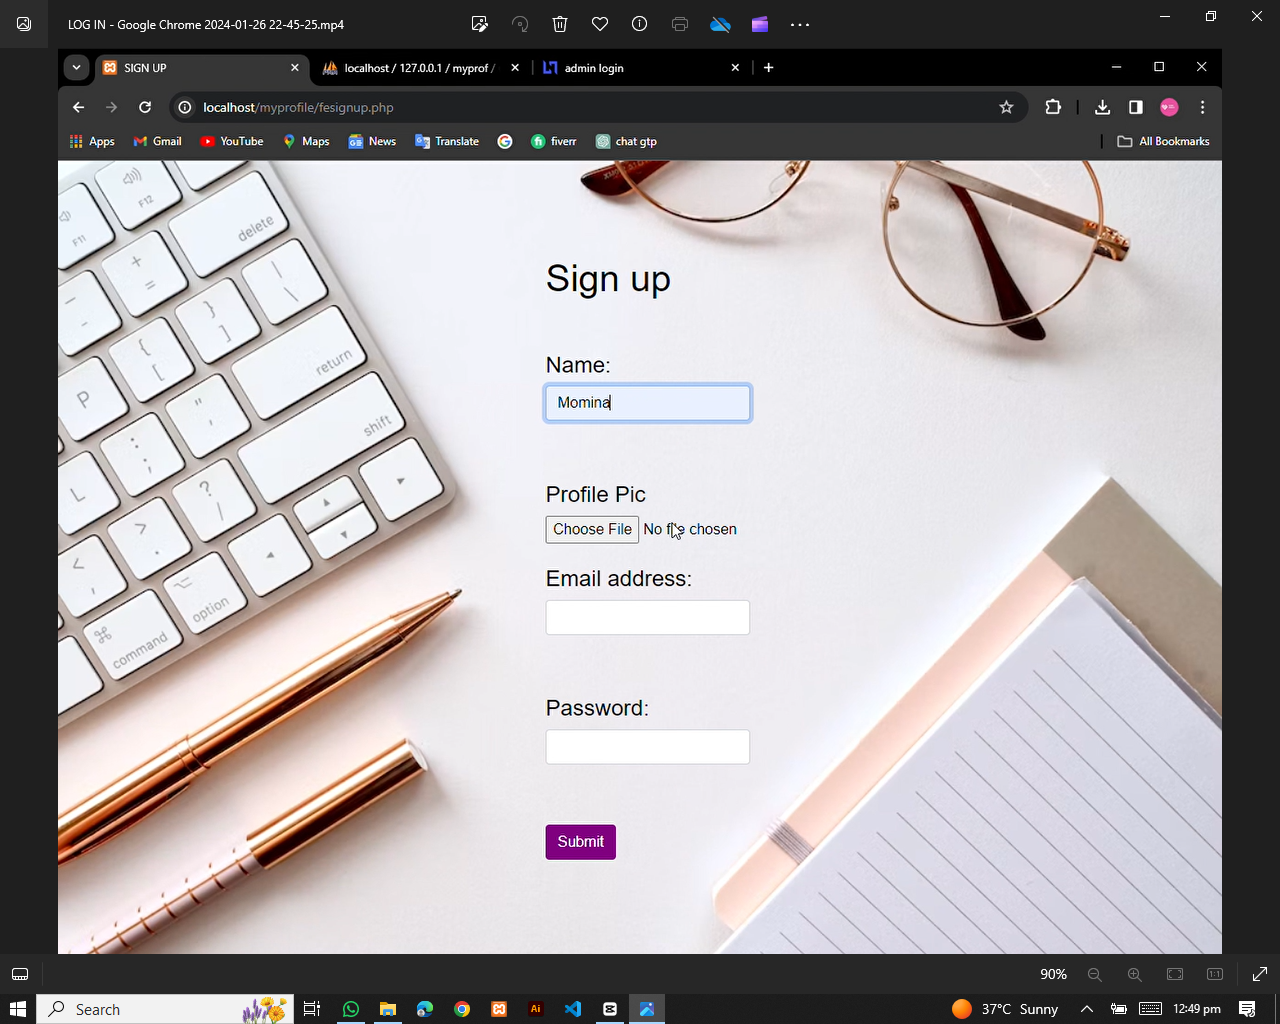 LOG IN - Google Chrome 2024-01-26 22-45-25.mp4
SIGN UP
localhost / 127.0.0.1 / myprof /
admin login
localhost/myprofile/fesignup.php
Apps
Gmail
YouTube
Maps
News
Translate
fiverr
chat gtp
All Bookmarks
F11
F12
delete
return
shift
option
command
P
L
Sign up
Name:
Momina
Profile Pic
Choose File No file chosen
Email address:
Password:
Submit
90%
1:1
Search
Ai
37°C Sunny
12:49 pm